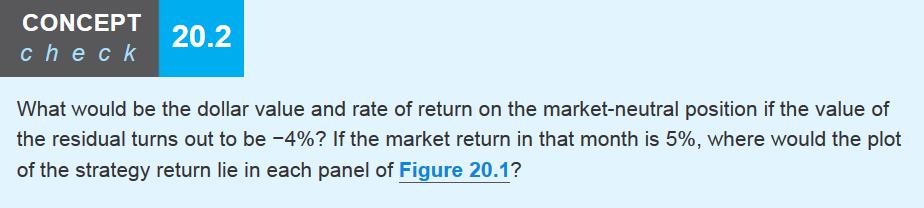 CONCEPT
check
20.2
What would be the dollar value and rate of return on the market-neutral position if the value of
the residual turns out to be −4%? If the market return in that month is 5%, where would the plot
of the strategy return lie in each panel of Figure 20.1?